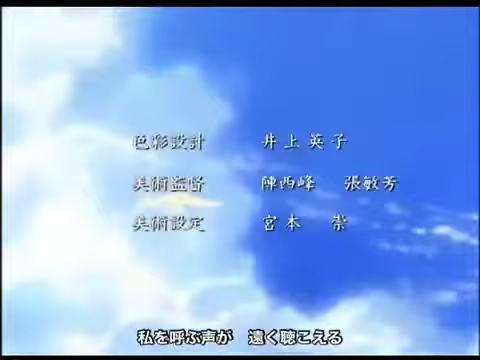 色彩設計 井上英子
美術監督 陳西峰 張敏芳
美術設定 宮本 崇
私を呼ぶ声が 遠く聴こえる